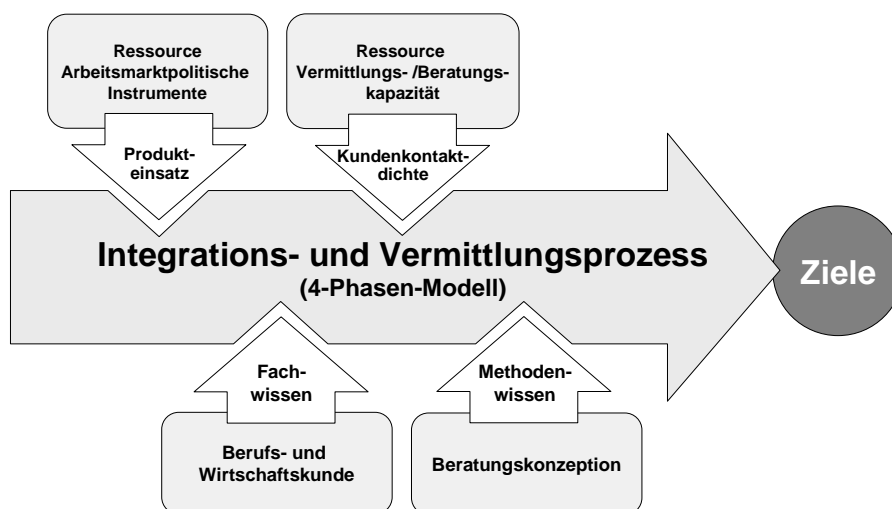 Ressource
Arbeitsmarktpolitische
Instrumente
Ressource
Vermittlungs- /Beratungs-
kapazität
Produkt-
einsatz
Kundenkontakt-
dichte
Integrations- und Vermittlungsprozess
(4-Phasen-Modell)
Ziele
Fach-
wissen
Methoden-
wissen
Berufs- und
Wirtschaftskunde
Beratungskonzeption